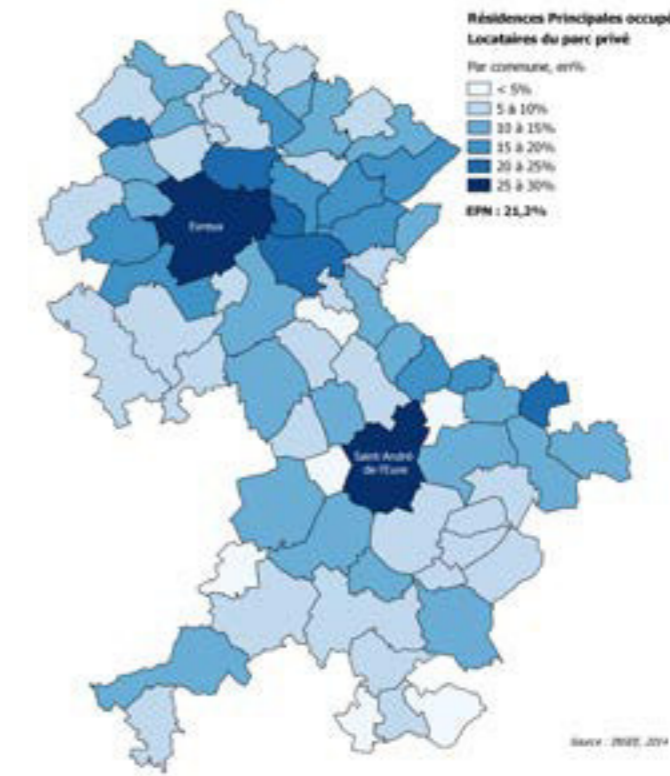 Résidences Principales occupé
Locataires du parc privé
Par commune, en%
< 5%
5 à 10%
10 à 15%
15 à 20%
20 à 25%
25 à 30%
EPN : 21,2%
Evreux
Saint André
de l'Eure
Source : INSEE, 2014